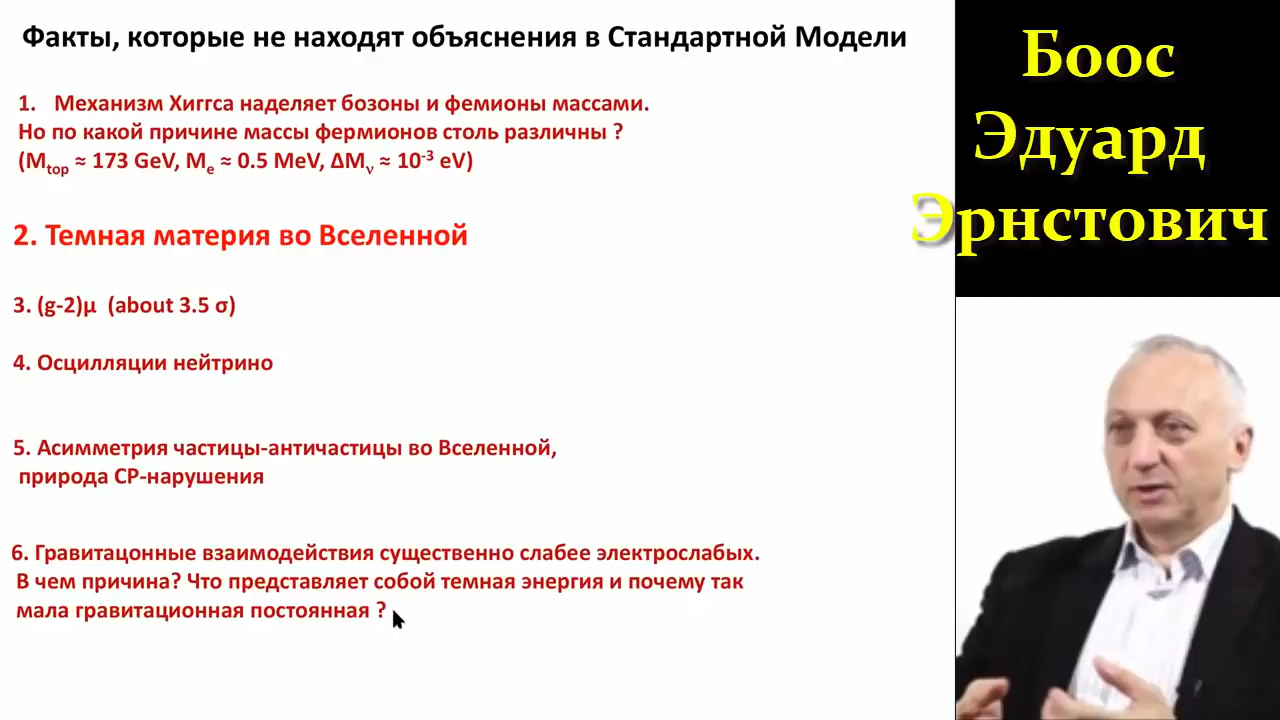 Факты, которые не находят объяснения в Стандартной Модели
1. Механизм Хиггса наделяет бозоны и фемионы массами.
Но по какой причине массы фермионов столь различны ?
(M_top ≈ 173 GeV, M_e ≈ 0.5 MeV, ΔM_ν ≈ 10^-3 eV)
2. Темная материя во Вселенной
3. (g-2)μ (about 3.5 σ)
4. Осцилляции нейтрино
5. Асимметрия частицы-античастицы во Вселенной,
природа CP-нарушения
6. Гравитацонные взаимодействия существенно слабее электрослабых.
В чем причина? Что представляет собой темная энергия и почему так
мала гравитационная постоянная ?
Боос
Эдуард
Эрнстович